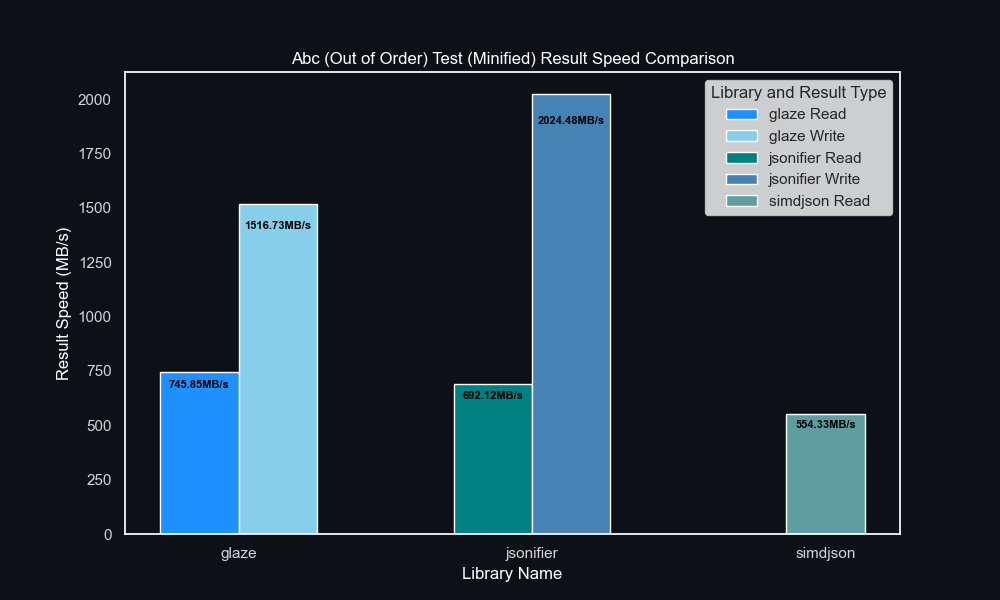 Abc (Out of Order) Test (Minified) Result Speed Comparison
Library and Result Type
glaze Read
glaze Write
jsonifier Read
jsonifier Write
simdjson Read
Result Speed (MB/s)
2000
1750
1500
1250
1000
750
500
250
0
745.85MB/s
1516.73MB/s
692.12MB/s
2024.48MB/s
554.33MB/s
glaze
jsonifier
simdjson
Library Name